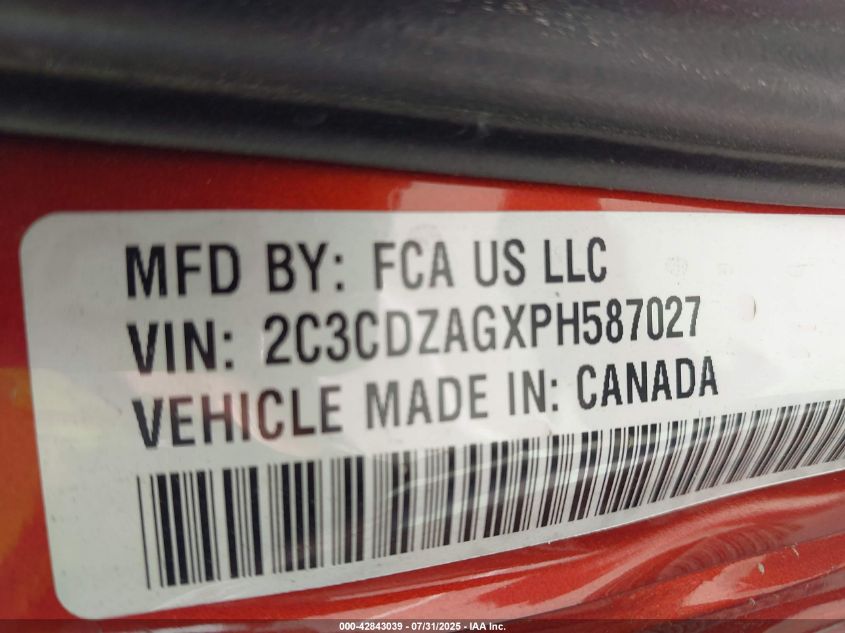 MFD BY: FCA US LLC
VIN: 2C3CDZAGXPH587027
VEHICLE MADE IN: CANADA
000-42843039 - 07/31/2025 - IAA Inc.